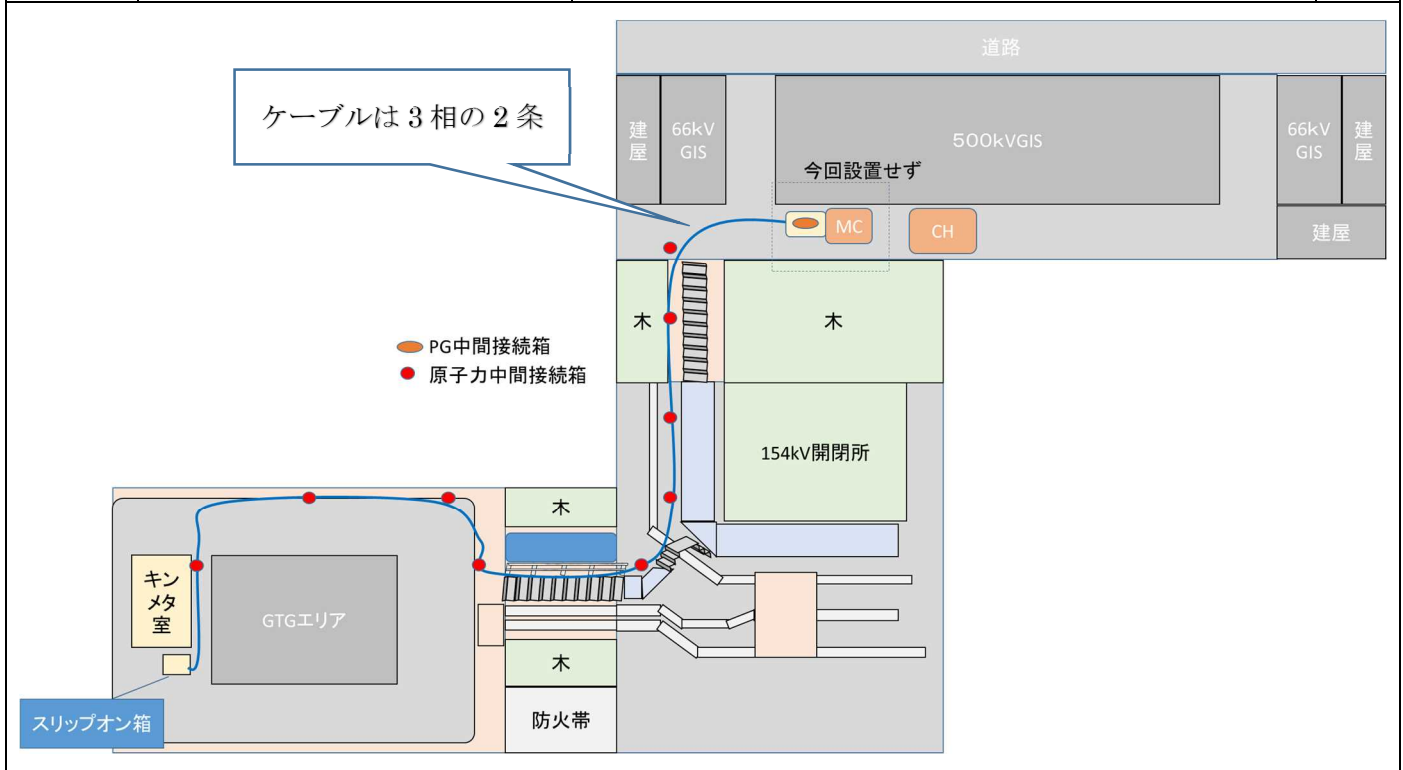 道路
ケーブルは3相の2条
建
屋
66kV
GIS
500kVGIS
66kV
GIS
建
屋
今回設置せず
MC
CH
建屋
木
木
PG中間接続箱
原子力中間接続箱
154kV開閉所
木
キン
メタ
室
GTGエリア
木
スリップオン箱
防火帯